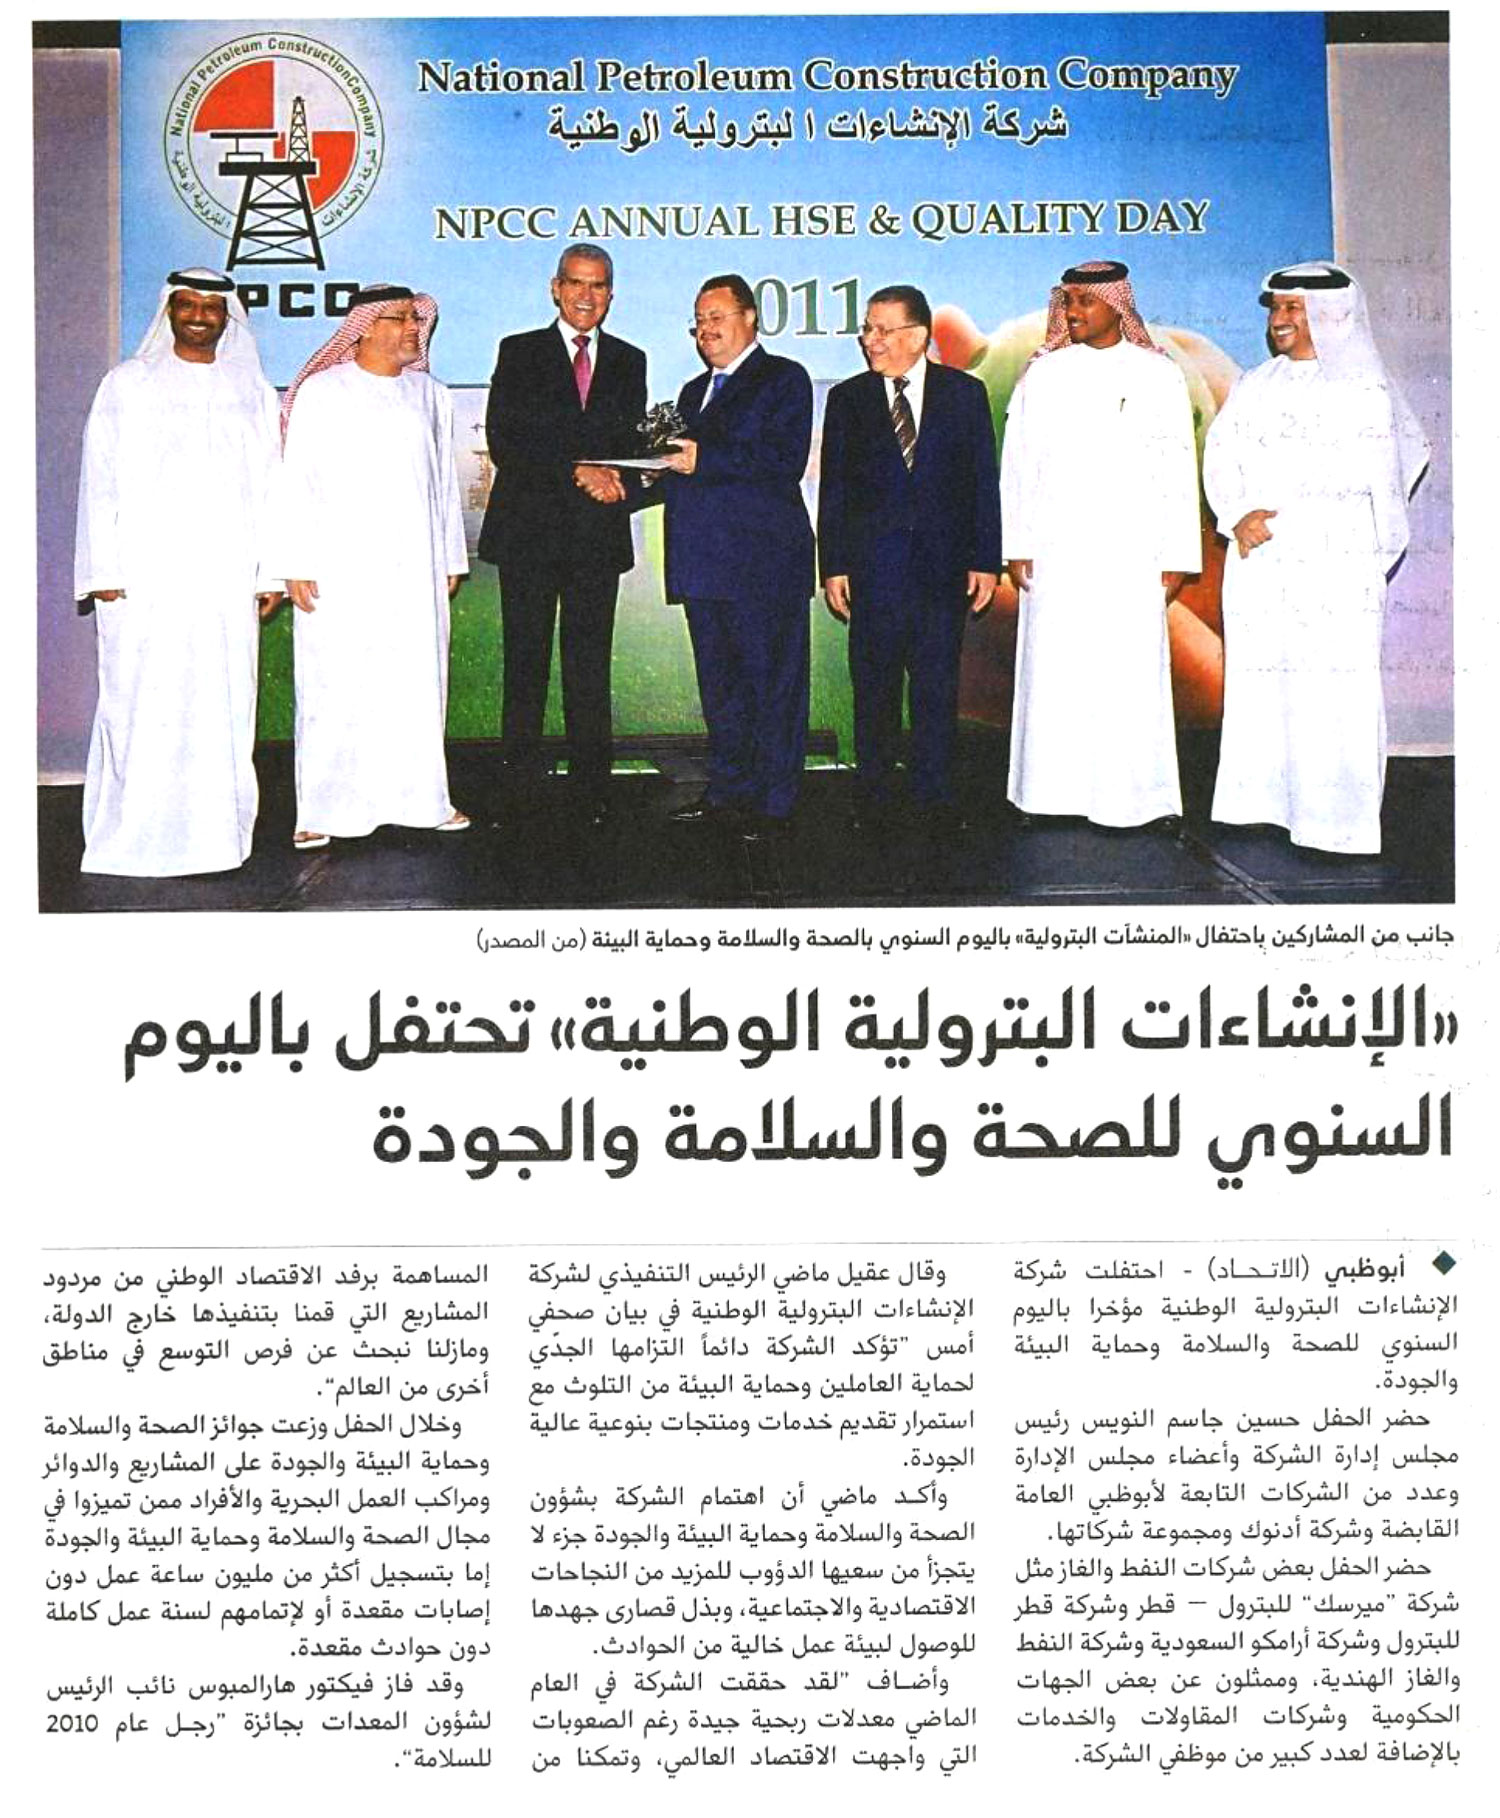 National Petroleum Construction Company
شركة الإنشاءات البترولية الوطنية
National Petroleum Construction Company
شركة الإنشاءات البترولية الوطنية
NPCC ANNUAL HSE & QUALITY DAY
2011
NPCC
جانب من المشاركين باحتفال «المنشآت البترولية» باليوم السنوي بالصحة والسلامة وحماية البيئة (من المصدر)
«الإنشاءات البترولية الوطنية» تحتفل باليوم
السنوي للصحة والسلامة والجودة
أبوظبي (الاتحاد) - احتفلت شركة
الإنشاءات البترولية الوطنية مؤخرا باليوم
السنوي للصحة والسلامة وحماية البيئة
والجودة.
حضر الحفل حسين جاسم النويس رئيس
مجلس إدارة الشركة وأعضاء مجلس الإدارة
وعدد من الشركات التابعة لأبوظبي العامة
القابضة وشركة أدنوك ومجموعة شركاتها.
حضر الحفل بعض شركات النفط والغاز مثل
شركة ”ميرسك“ للبترول – قطر وشركة قطر
للبترول وشركة أرامكو السعودية وشركة النفط
والغاز الهندية، وممثلون عن بعض الجهات
الحكومية وشركات المقاولات والخدمات
بالإضافة لعدد كبير من موظفي الشركة.
وقال عقيل ماضي الرئيس التنفيذي لشركة
الإنشاءات البترولية الوطنية في بيان صحفي
أمس ”تؤكد الشركة دائماً التزامها الجدّي
لحماية العاملين وحماية البيئة من التلوث مع
استمرار تقديم خدمات ومنتجات بنوعية عالية
الجودة.
وأكد ماضي أن اهتمام الشركة بشؤون
الصحة والسلامة وحماية البيئة والجودة جزء لا
يتجزأ من سعيها الدؤوب للمزيد من النجاحات
الاقتصادية والاجتماعية، وبذل قصارى جهدها
للوصول لبيئة عمل خالية من الحوادث.
وأضاف ”لقد حققت الشركة في العام
الماضي معدلات ربحية جيدة رغم الصعوبات
التي واجهت الاقتصاد العالمي، وتمكنا من
المساهمة برفد الاقتصاد الوطني من مردود
المشاريع التي قمنا بتنفيذها خارج الدولة،
ومازلنا نبحث عن فرص التوسع في مناطق
أخرى من العالم“.
وخلال الحفل وزعت جوائز الصحة والسلامة
وحماية البيئة والجودة على المشاريع والدوائر
ومراكب العمل البحرية والأفراد ممن تميزوا في
مجال الصحة والسلامة وحماية البيئة والجودة
إما بتسجيل أكثر من مليون ساعة عمل دون
إصابات مقعدة أو لإتمامهم لسنة عمل كاملة
دون حوادث مقعدة.
وقد فاز فيكتور هارالمبوس نائب الرئيس
لشؤون المعدات بجائزة ”رجل عام 2010
للسلامة“.